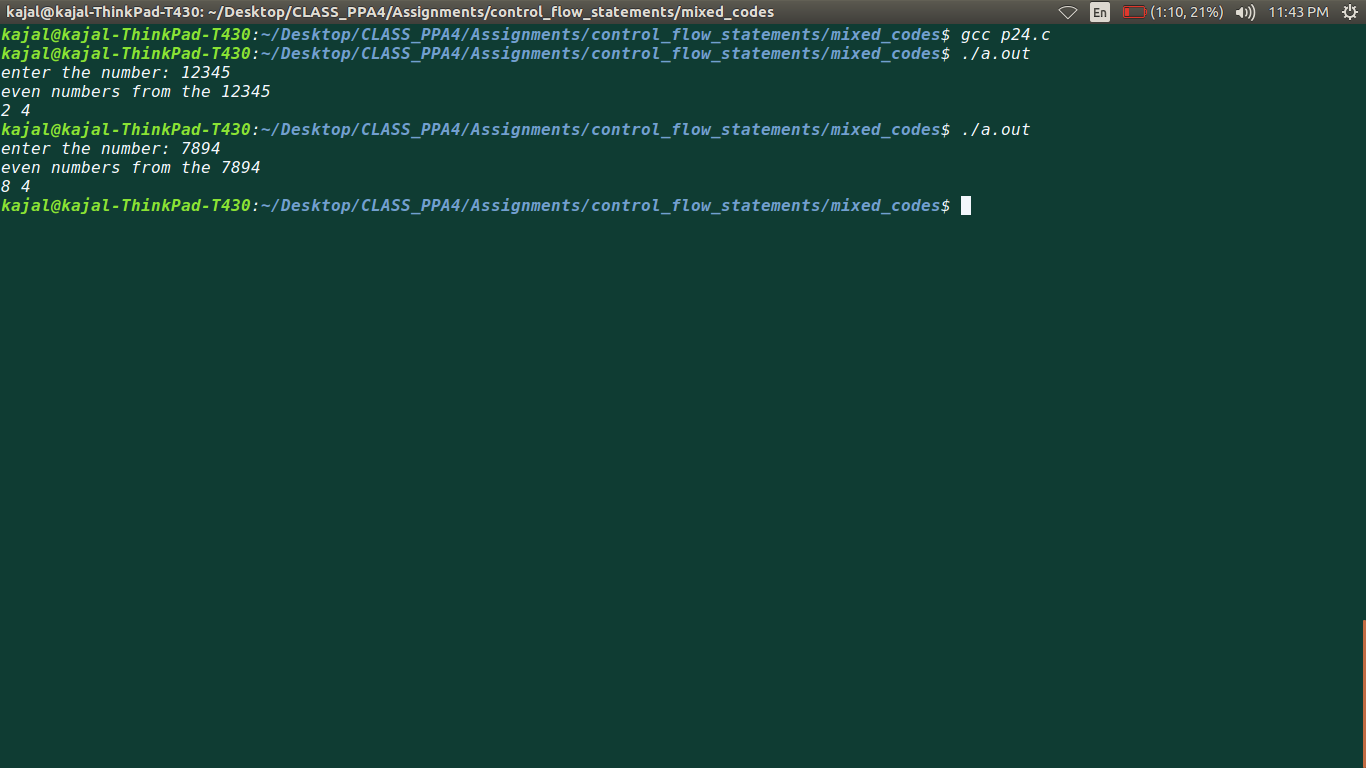 kajal@kajal-ThinkPad-T430: ~/Desktop/CLASS_PPA4/Assignments/control_flow_statements/mixed_codes En (1:10, 21%) 11:43 PM
kajal@kajal-ThinkPad-T430:~/Desktop/CLASS_PPA4/Assignments/control_flow_statements/mixed_codes$ gcc p24.c
kajal@kajal-ThinkPad-T430:~/Desktop/CLASS_PPA4/Assignments/control_flow_statements/mixed_codes$ ./a.out
enter the number: 12345
even numbers from the 12345
2 4
kajal@kajal-ThinkPad-T430:~/Desktop/CLASS_PPA4/Assignments/control_flow_statements/mixed_codes$ ./a.out
enter the number: 7894
even numbers from the 7894
8 4
kajal@kajal-ThinkPad-T430:~/Desktop/CLASS_PPA4/Assignments/control_flow_statements/mixed_codes$